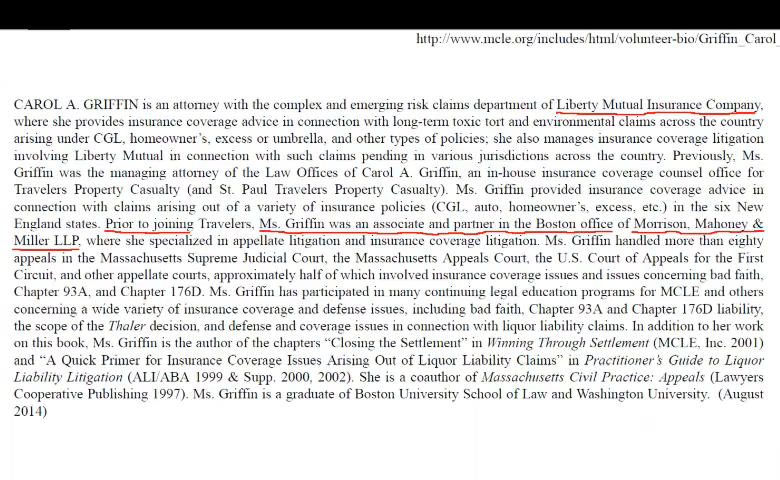 http://www.mcle.org/includes/html/volunteer-bio/Griffin_Carol_
CAROL A. GRIFFIN is an attorney with the complex and emerging risk claims department of Liberty Mutual Insurance Company,
where she provides insurance coverage advice in connection with long-term toxic tort and environmental claims across the country
arising under CGL, homeowner's, excess or umbrella, and other types of policies; she also manages insurance coverage litigation
involving Liberty Mutual in connection with such claims pending in various jurisdictions across the country. Previously, Ms.
Griffin was the managing attorney of the Law Offices of Carol A. Griffin, an in-house insurance coverage counsel office for
Travelers Property Casualty (and St. Paul Travelers Property Casualty). Ms. Griffin provided insurance coverage advice in
connection with claims arising out of a variety of insurance policies (CGL, auto, homeowner's, excess, etc.) in the six New
England states. Prior to joining Travelers, Ms. Griffin was an associate and partner in the Boston office of Morrison, Mahoney &
Miller LLP, where she specialized in appellate litigation and insurance coverage litigation. Ms. Griffin handled more than eighty
appeals in the Massachusetts Supreme Judicial Court, the Massachusetts Appeals Court, the U.S. Court of Appeals for the First
Circuit, and other appellate courts, approximately half of which involved insurance coverage issues and issues concerning bad faith,
Chapter 93A, and Chapter 176D. Ms. Griffin has participated in many continuing legal education programs for MCLE and others
concerning a wide variety of insurance coverage and defense issues, including bad faith, Chapter 93A and Chapter 176D liability,
the scope of the Thaler decision, and defense and coverage issues in connection with liquor liability claims. In addition to her work
on this book, Ms. Griffin is the author of the chapters “Closing the Settlement” in Winning Through Settlement (MCLE, Inc. 2001)
and “A Quick Primer for Insurance Coverage Issues Arising Out of Liquor Liability Claims” in Practitioner's Guide to Liquor
Liability Litigation (ALI/ABA 1999 & Supp. 2000, 2002). She is a coauthor of Massachusetts Civil Practice: Appeals (Lawyers
Cooperative Publishing 1997). Ms. Griffin is a graduate of Boston University School of Law and Washington University. (August
2014)